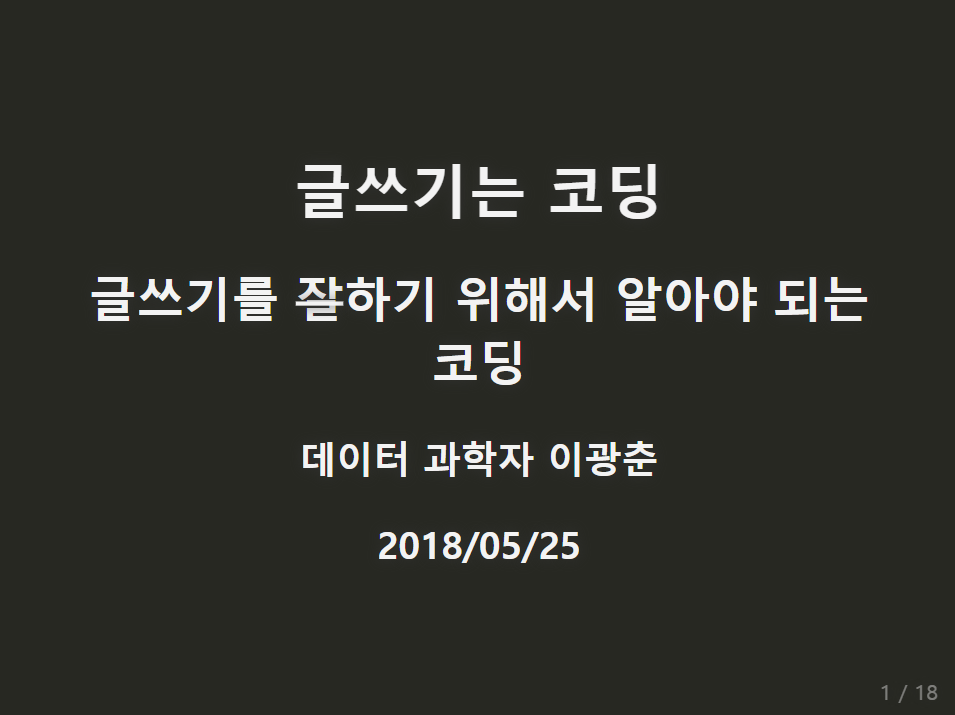 글쓰기는 코딩
글쓰기를 잘하기 위해서 알아야 되는
코딩
데이터 과학자 이광춘
2018/05/25
1 / 18